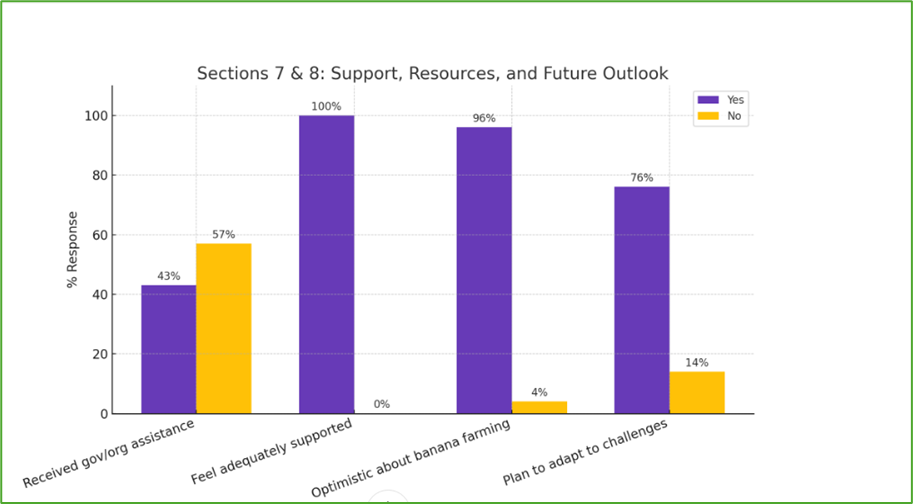 Sections 7 & 8: Support, Resources, and Future Outlook
Yes
No
% Response
100
80
60
40
20
0
43%
57%
100%
0%
96%
4%
76%
14%
Received gov/org assistance
Feel adequately supported
Optimistic about banana farming
Plan to adapt to challenges